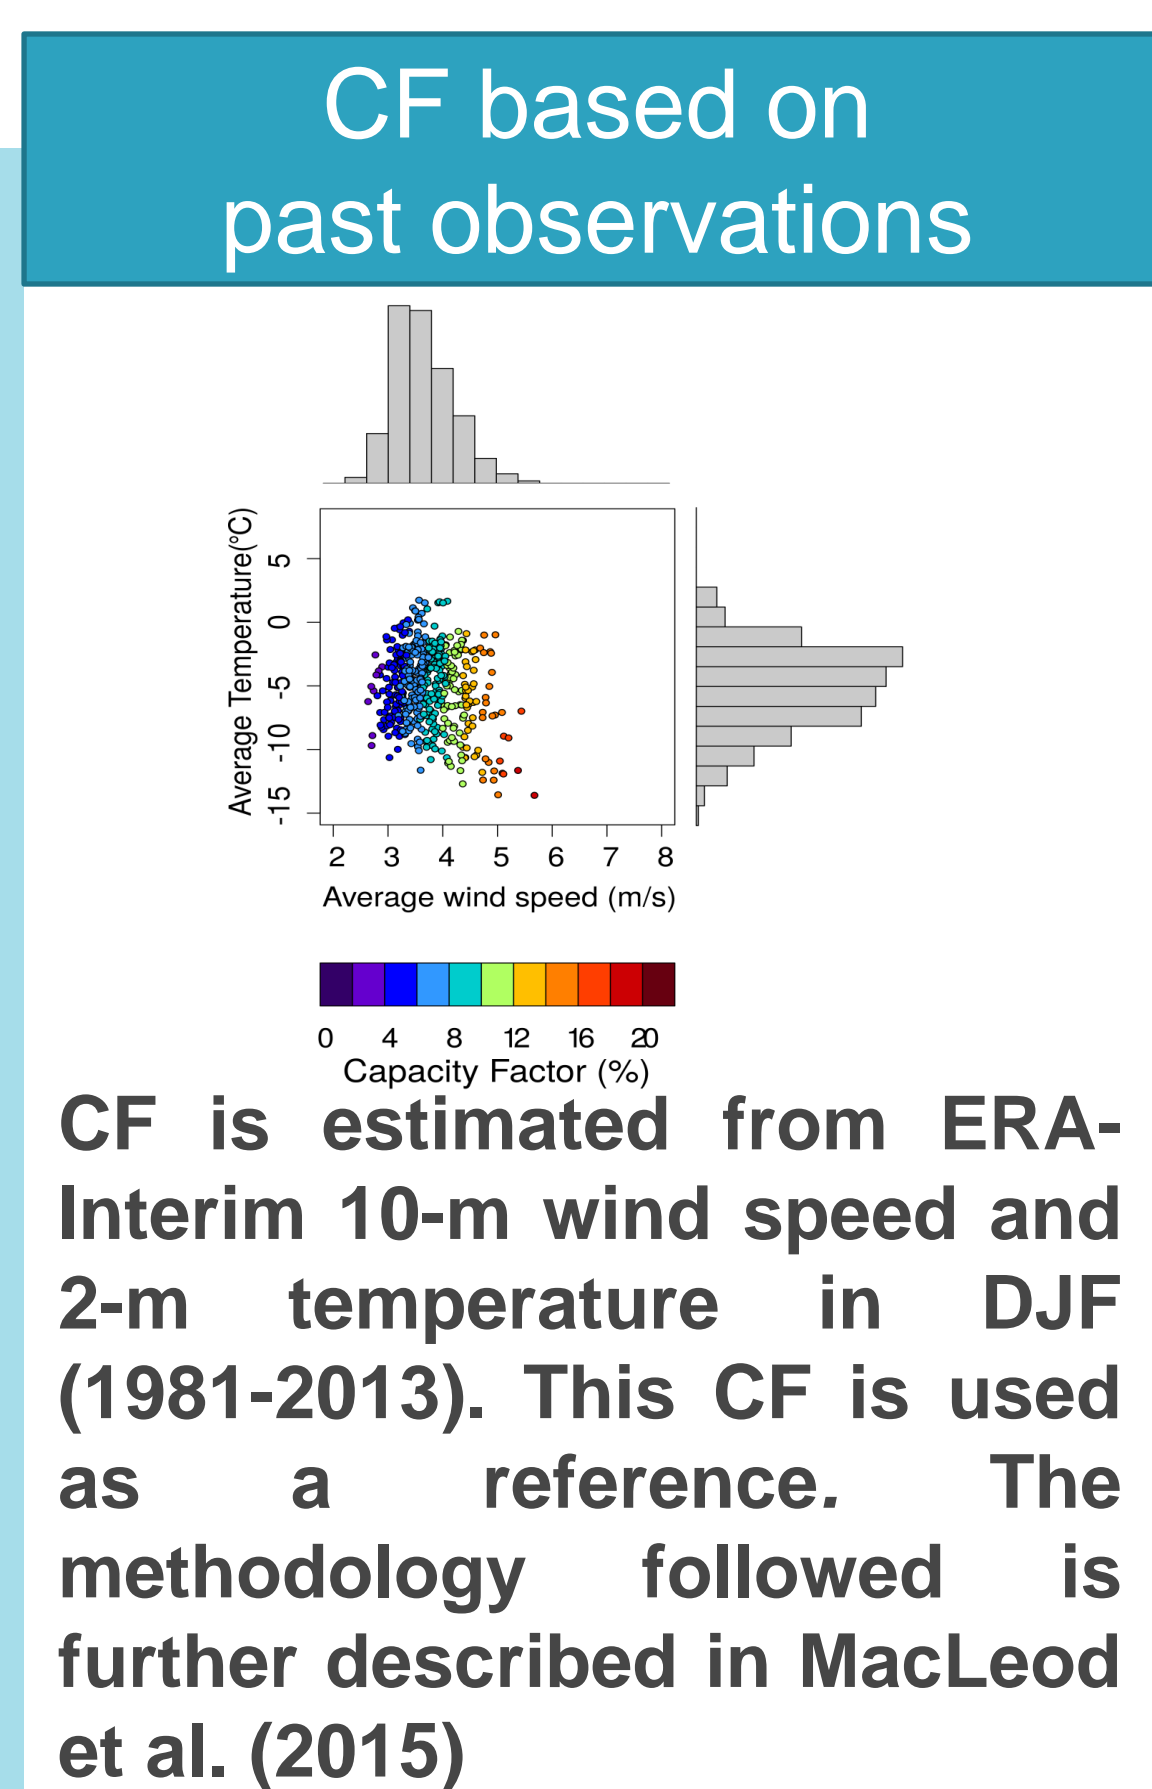 CF based on
past observations
Average Temperature(°C)
5
0
-5
-10
-15
2 3 4 5 6 7 8
Average wind speed (m/s)
0 4 8 12 16 20
Capacity Factor (%)
CF is estimated from ERA-
Interim 10-m wind speed and
2-m temperature in DJF
(1981-2013). This CF is used
as a reference. The
methodology followed is
further described in MacLeod
et al. (2015)